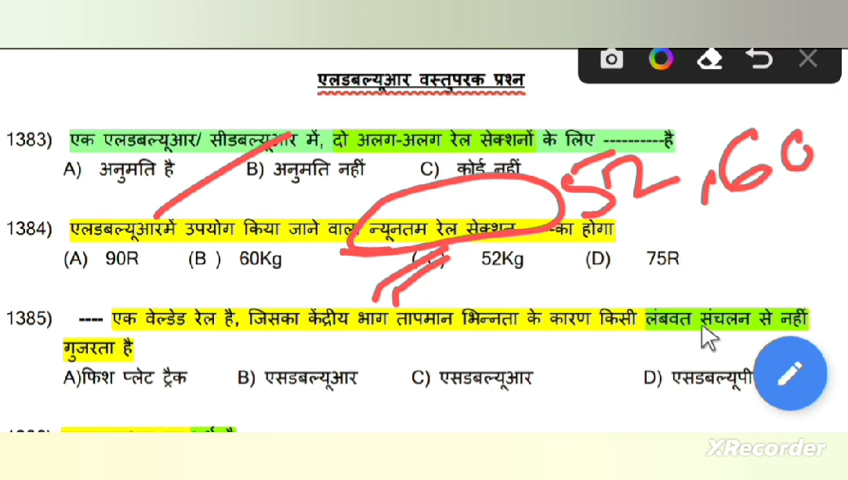 एलडबल्यूआर वस्तुपरक प्रश्न
1383) एक एलडबल्यूआर/ सीडबल्यूआर में, दो अलग-अलग रेल सेक्शनों के लिए ----------है
A) अनुमति है B) अनुमति नहीं C) कोई नहीं
52,60
1384) एलडबल्यूआरमें उपयोग किया जाने वाला न्यूनतम रेल सेक्शन का होगा
(A) 90R (B ) 60Kg 52Kg (D) 75R
1385) ---- एक वेल्डेड रेल है, जिसका केंद्रीय भाग तापमान भिन्नता के कारण किसी लंबवत संचलन से नहीं
गुजरता है
A)फिश प्लेट ट्रैक B) एसडबल्यूआर C) एसडबल्यूआर D) एसडबल्यूपी
XRecorder